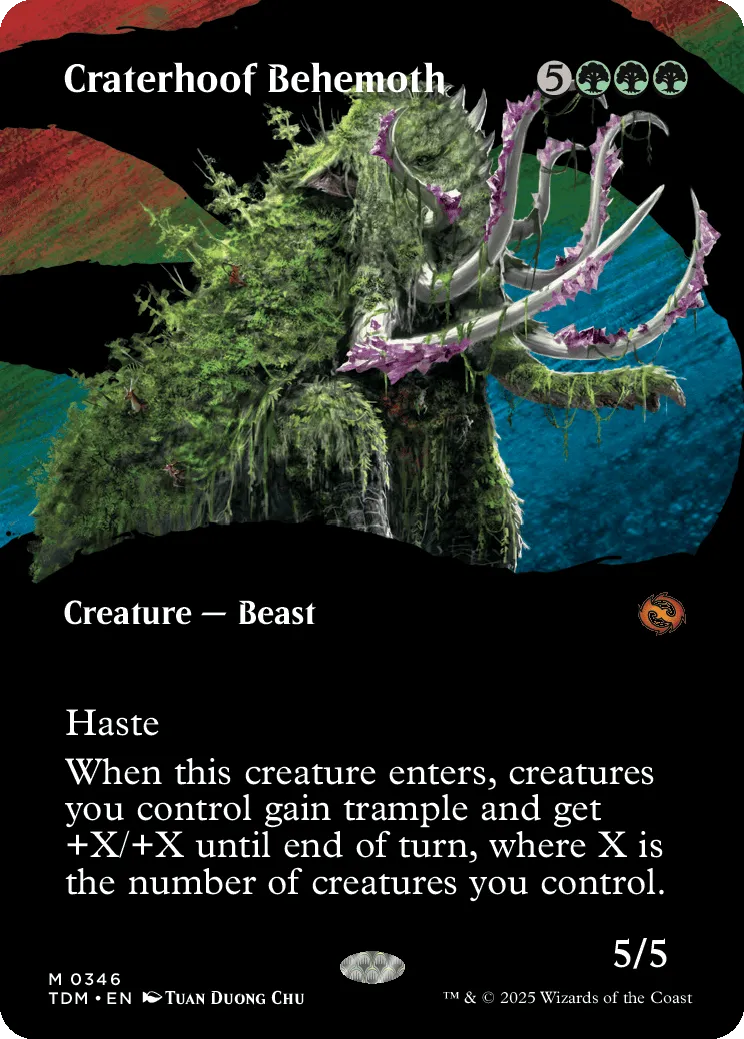 Craterhoof Behemoth 5
Creature — Beast
Haste
When this creature enters, creatures
you control gain trample and get
+X/+X until end of turn, where X is
the number of creatures you control.
5/5
M 0346
TDM • EN Tuan Duong Chu
™ & © 2025 Wizards of the Coast